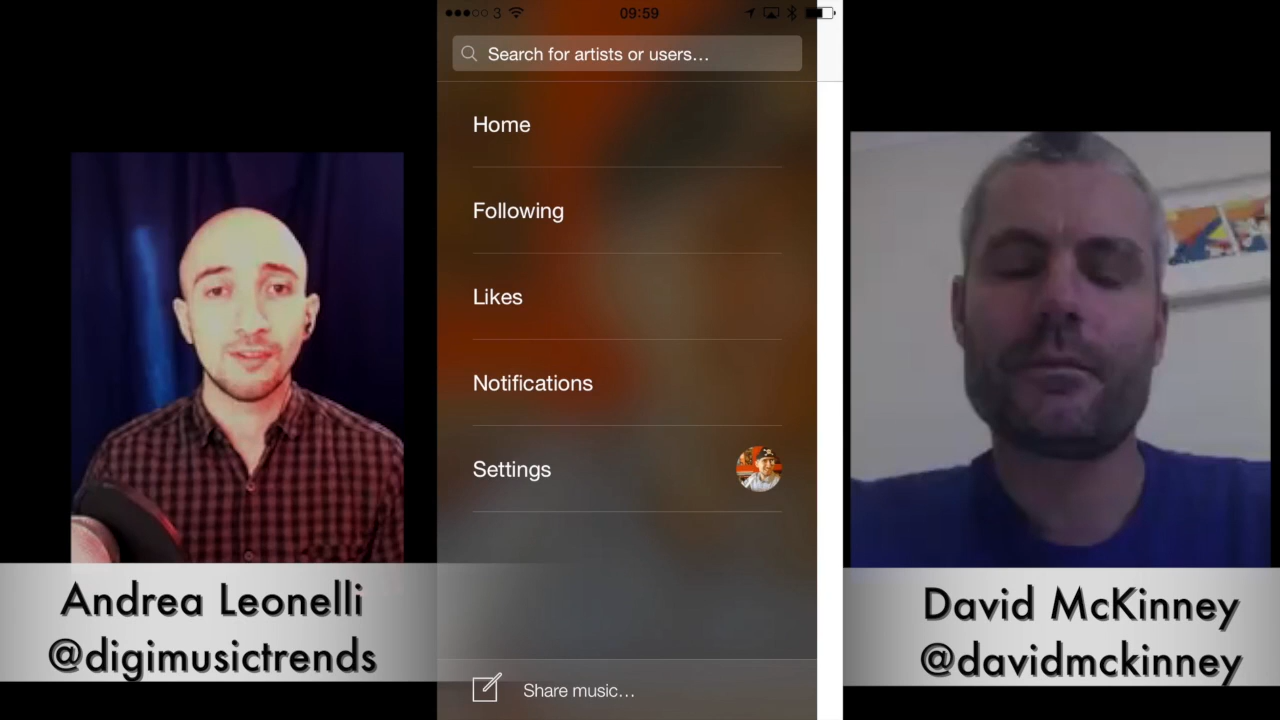 3 09:59
Search for artists or users...
Home
Following
Likes
Notifications
Settings
Share music...
Andrea Leonelli
@digimusictrends
David McKinney
@davidmckinney